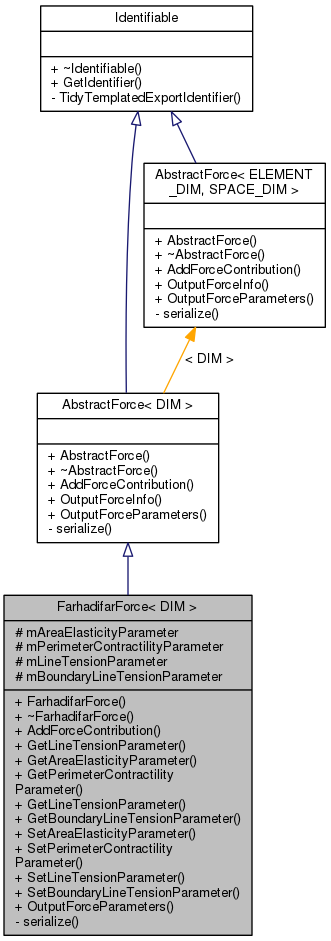 Identifiable
+ ~Identifiable()
+ GetIdentifier()
- TidyTemplatedExportIdentifier()
AbstractForce< ELEMENT
_DIM, SPACE_DIM >
+ AbstractForce()
+ ~AbstractForce()
+ AddForceContribution()
+ OutputForceInfo()
+ OutputForceParameters()
- serialize()
< DIM >
AbstractForce< DIM >
+ AbstractForce()
+ ~AbstractForce()
+ AddForceContribution()
+ OutputForceInfo()
+ OutputForceParameters()
- serialize()
FarhadifarForce< DIM >
# mAreaElasticityParameter
# mPerimeterContractilityParameter
# mLineTensionParameter
# mBoundaryLineTensionParameter
+ FarhadifarForce()
+ ~FarhadifarForce()
+ AddForceContribution()
+ GetLineTensionParameter()
+ GetAreaElasticityParameter()
+ GetPerimeterContractility
Parameter()
+ GetLineTensionParameter()
+ GetBoundaryLineTensionParameter()
+ SetAreaElasticityParameter()
+ SetPerimeterContractility
Parameter()
+ SetLineTensionParameter()
+ SetBoundaryLineTensionParameter()
+ OutputForceParameters()
- serialize()